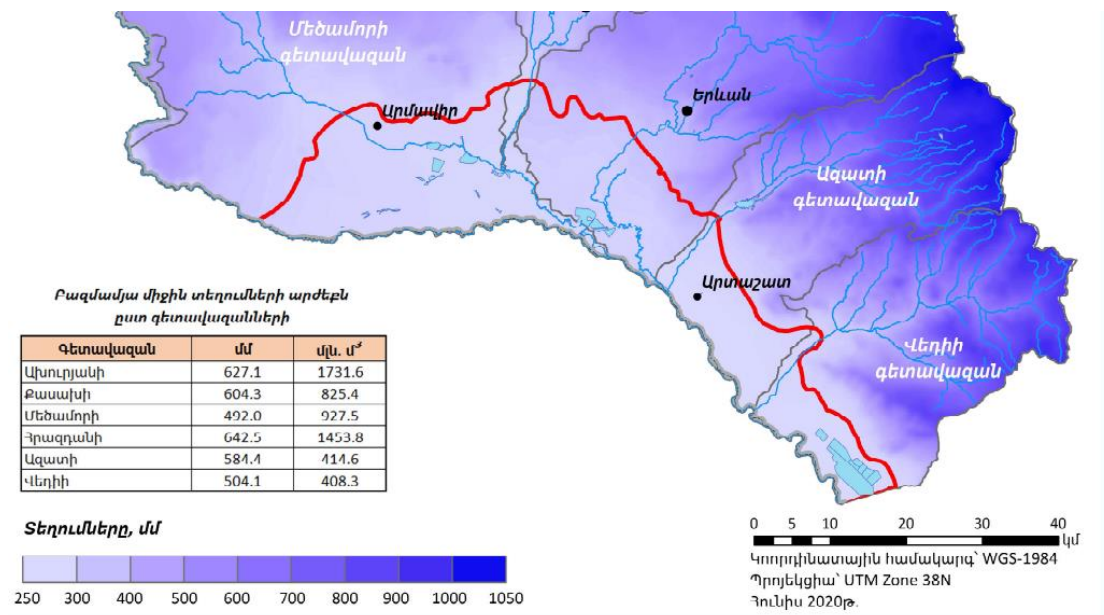 Մեծամորի
գետավազան
Արմավիր
Երևան
Ազատի
գետավազան
Արտաշատ
Վեդիի
գետավազան
Բազմամյա միջին տեղումների արժեքն
ըստ գետավազանների
Գետավազան մմ մլն. մ³
Ախուրյանի 627.1 1731.6
Քասախի 604.3 825.4
Մեծամորի 492.0 927.5
Հրազդանի 642.5 1453.8
Ազատի 584.4 414.6
Վեդիի 504.1 408.3
Տեղումները, մմ
250 300 400 500 600 700 800 900 1000 1050
0 5 10 20 30 40
կմ
Կոորդինատային համակարգ՝ WGS-1984
Պրոյեկցիա՝ UTM Zone 38N
Հունիս 2020թ.